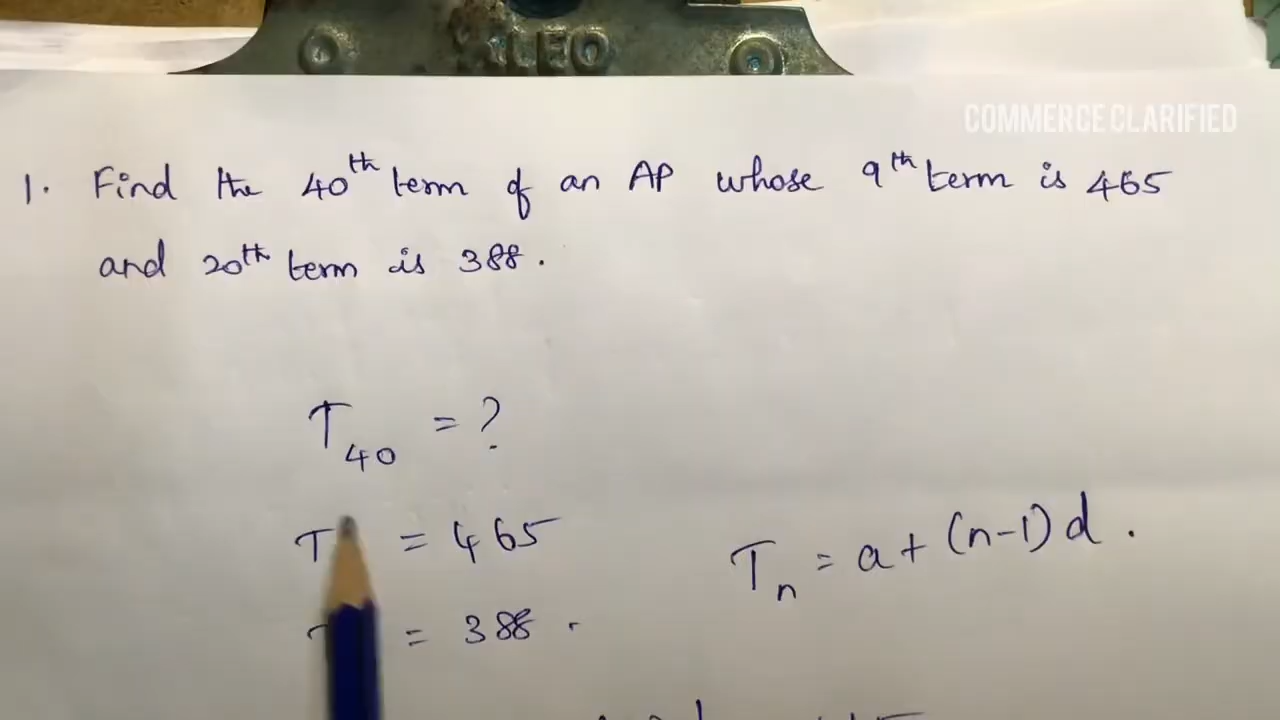 KLEO
COMMERCE CLARIFIED
1. Find the 40th term of an AP whose 9th term is 465
and 20th term is 388.
T40 = ?
T = 465
Tn = a + (n-1) d .
= 388 .